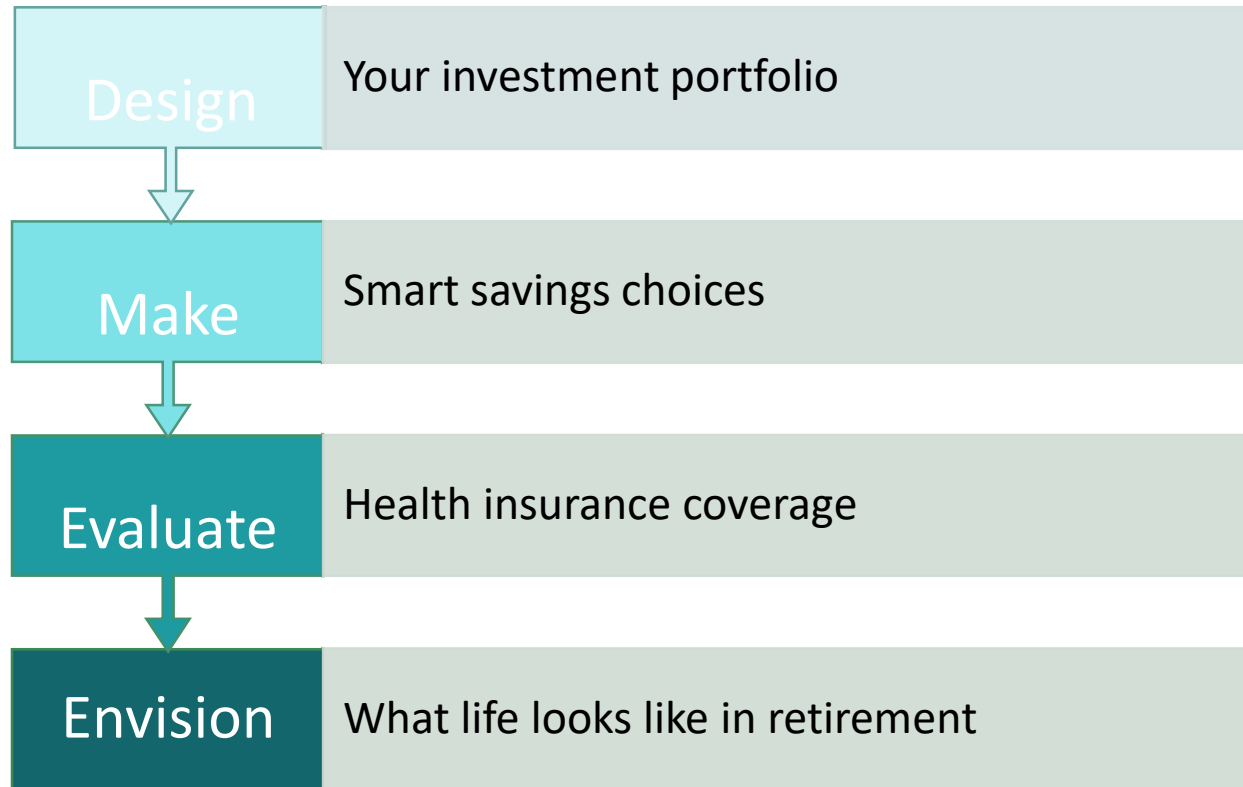 Design
Your investment portfolio
Make
Smart savings choices
Evaluate
Health insurance coverage
Envision
What life looks like in retirement